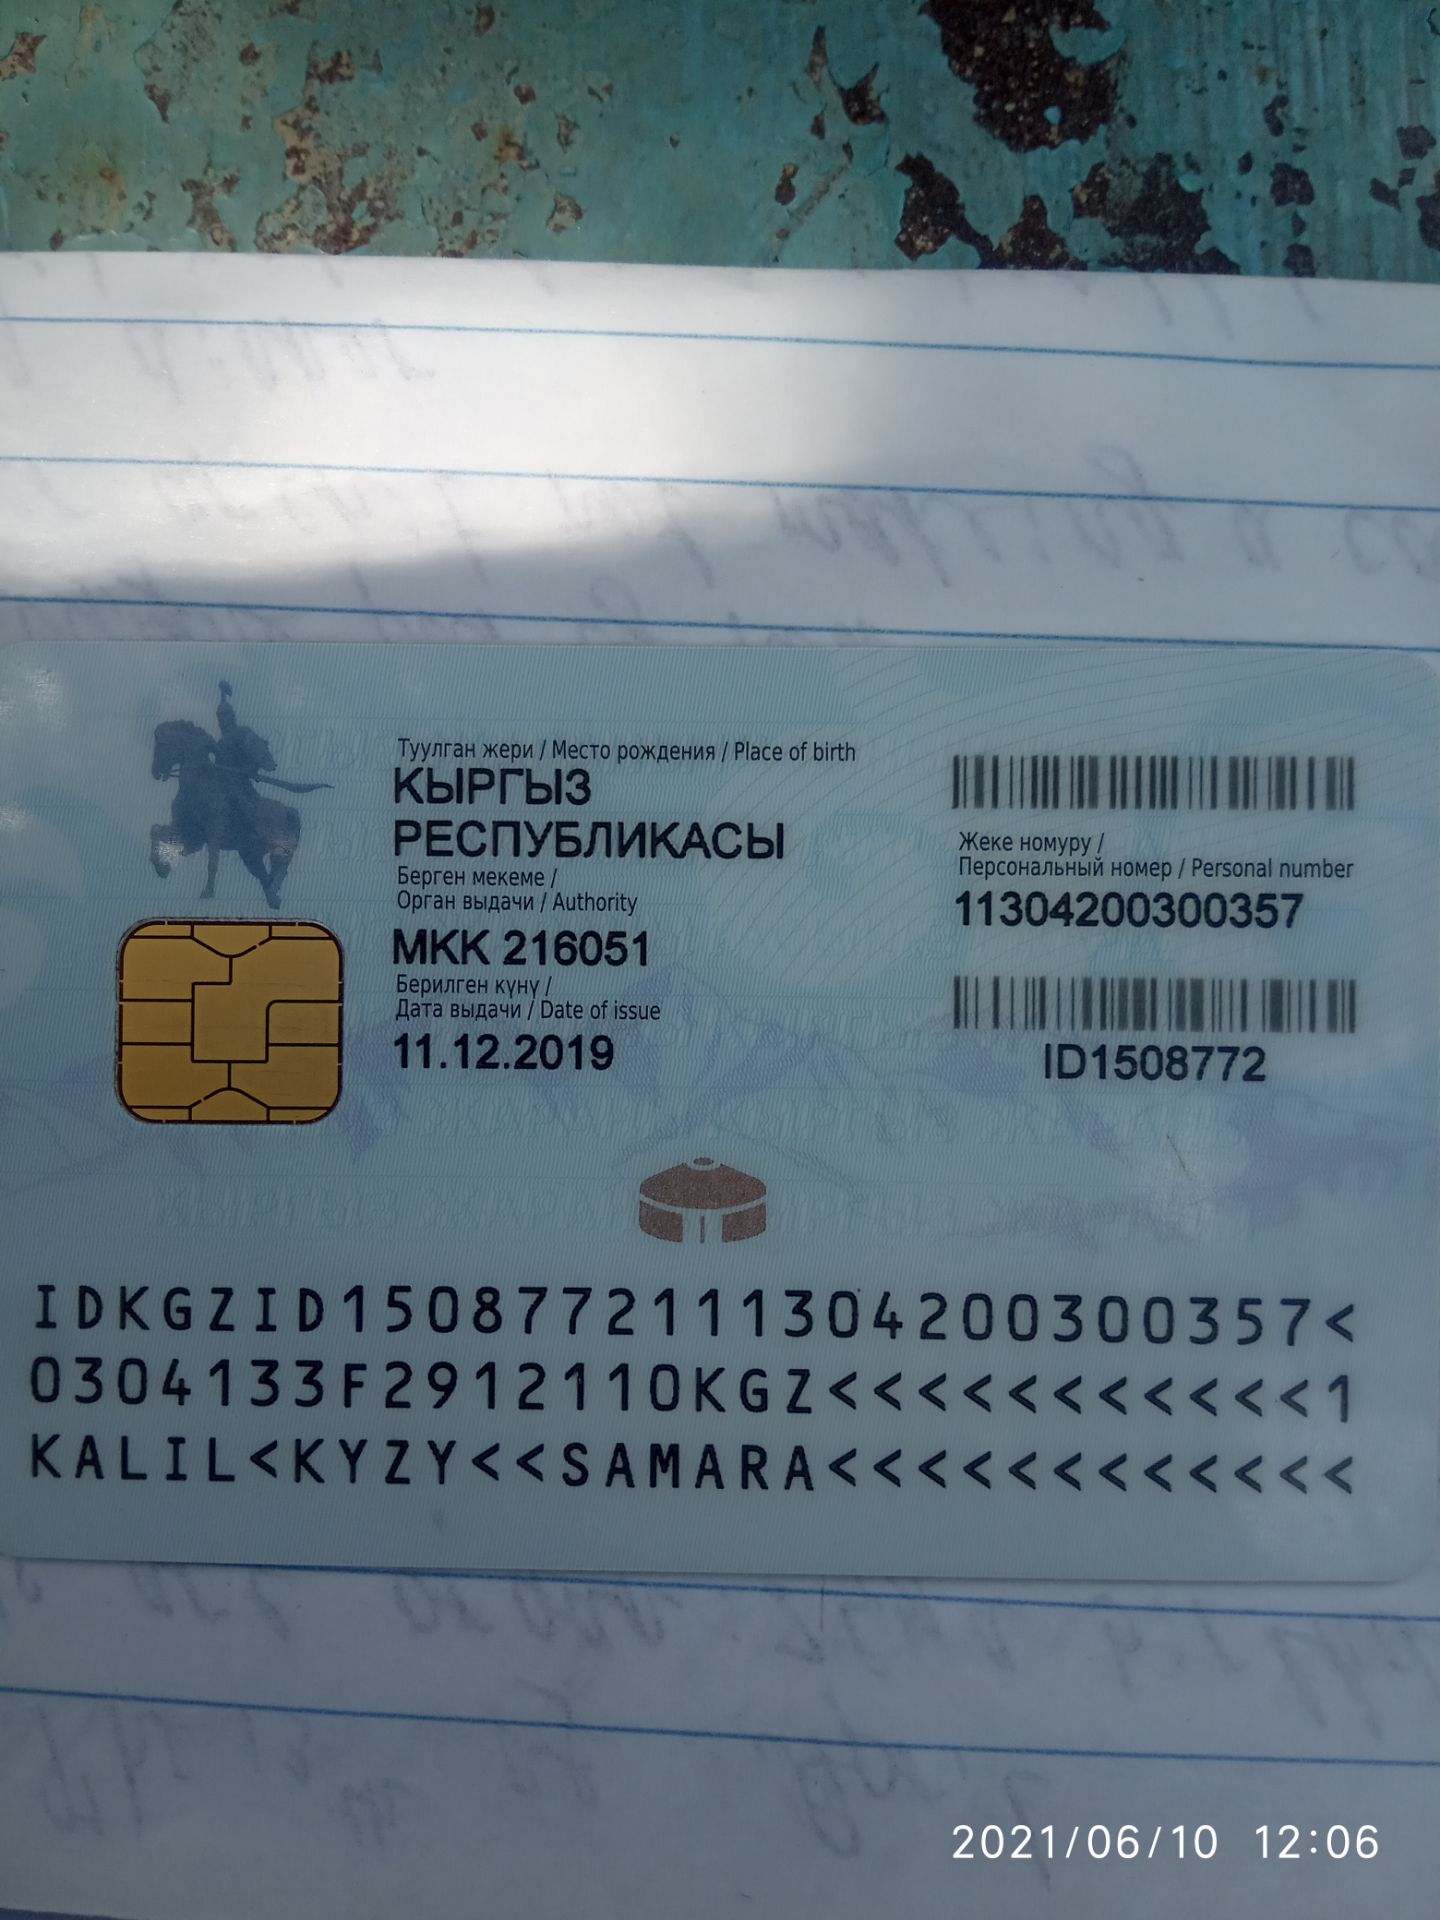 Туулган жери / Место рождения / Place of birth
КЫРГЫЗ
РЕСПУБЛИКАСЫ
Берген мекеме /
Орган выдачи / Authority
МКК 216051
Берилген күнү /
Дата выдачи / Date of issue
11.12.2019
Жеке номуру /
Персональный номер / Personal number
11304200300357
ID1508772
IDKGZID1508772111304200300357<
0304133F2912110KGZ<<<<<<<<<<<1
KALIL<KYZY<<SAMARA<<<<<<<<<<<<
2021/06/10 12:06